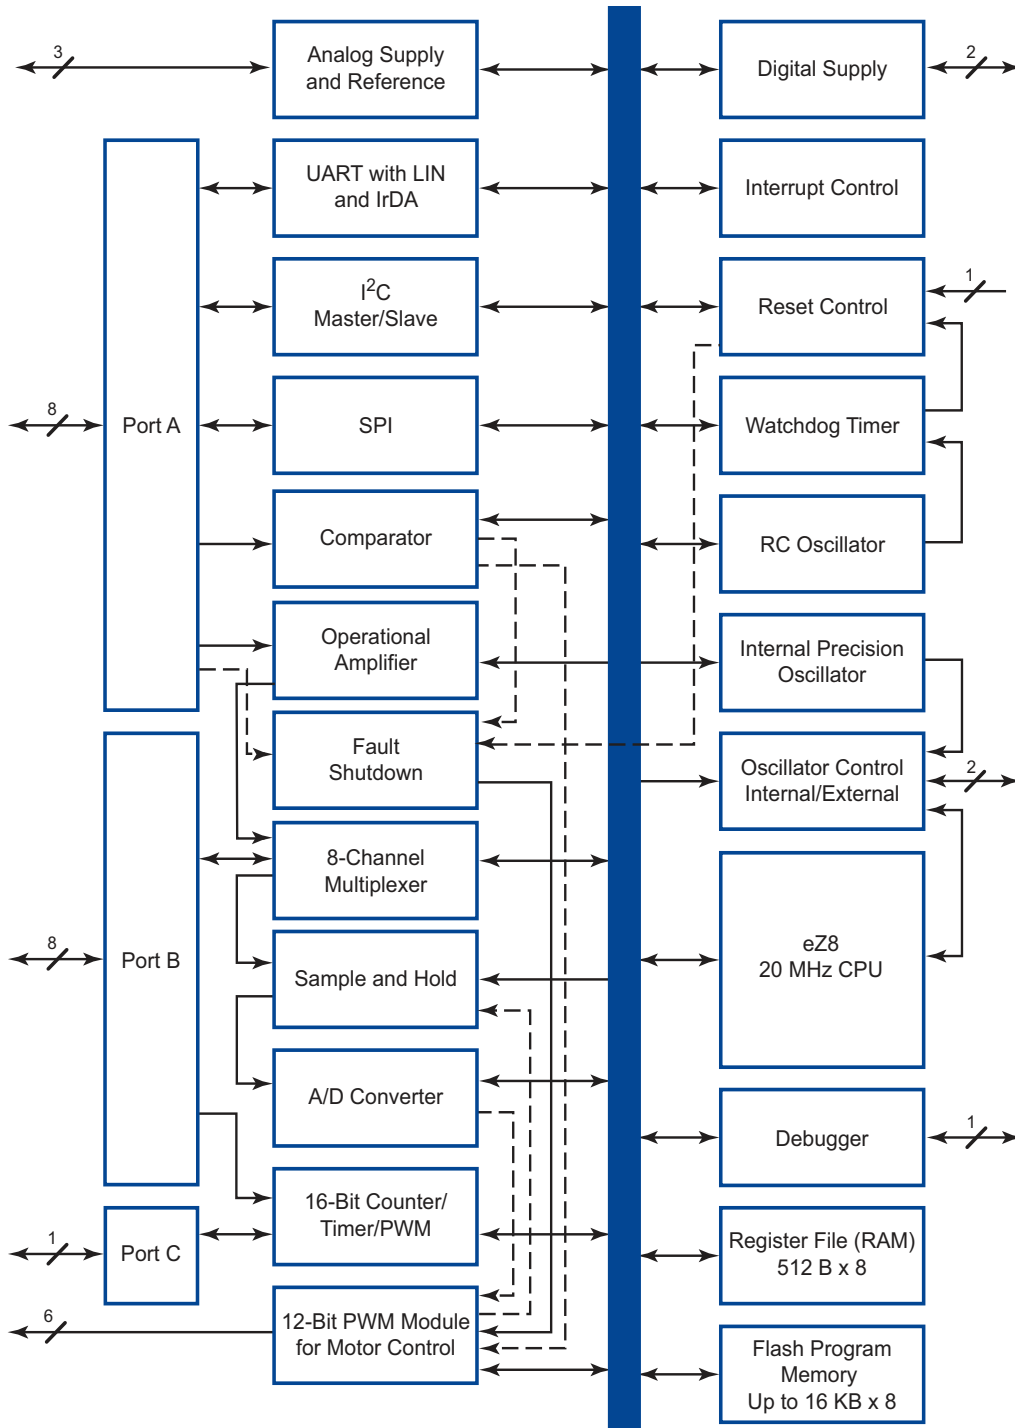 3
Analog Supply
and Reference
Digital Supply
2
UART with LIN
and IrDA
Interrupt Control
I²C
Master/Slave
Reset Control
1
8
Port A
SPI
Watchdog Timer
Comparator
RC Oscillator
Operational
Amplifier
Internal Precision
Oscillator
Fault
Shutdown
Oscillator Control
Internal/External
2
8-Channel
Multiplexer
8
Port B
Sample and Hold
eZ8
20 MHz CPU
A/D Converter
Debugger
1
16-Bit Counter/
Timer/PWM
1
Port C
Register File (RAM)
512 B x 8
6
12-Bit PWM Module
for Motor Control
Flash Program
Memory
Up to 16 KB x 8